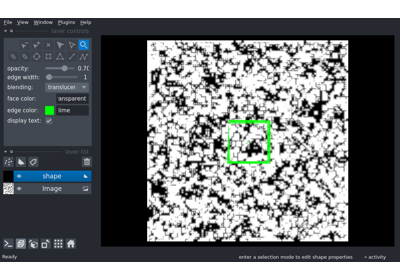 File View Window Plugins Help
layer controls
opacity: 0.70
edge width: 1
blending: translucer
face color: ansparent
edge color: lime
display text:
layer list
shape
Image
Ready
enter a selection mode to edit shape properties
activity